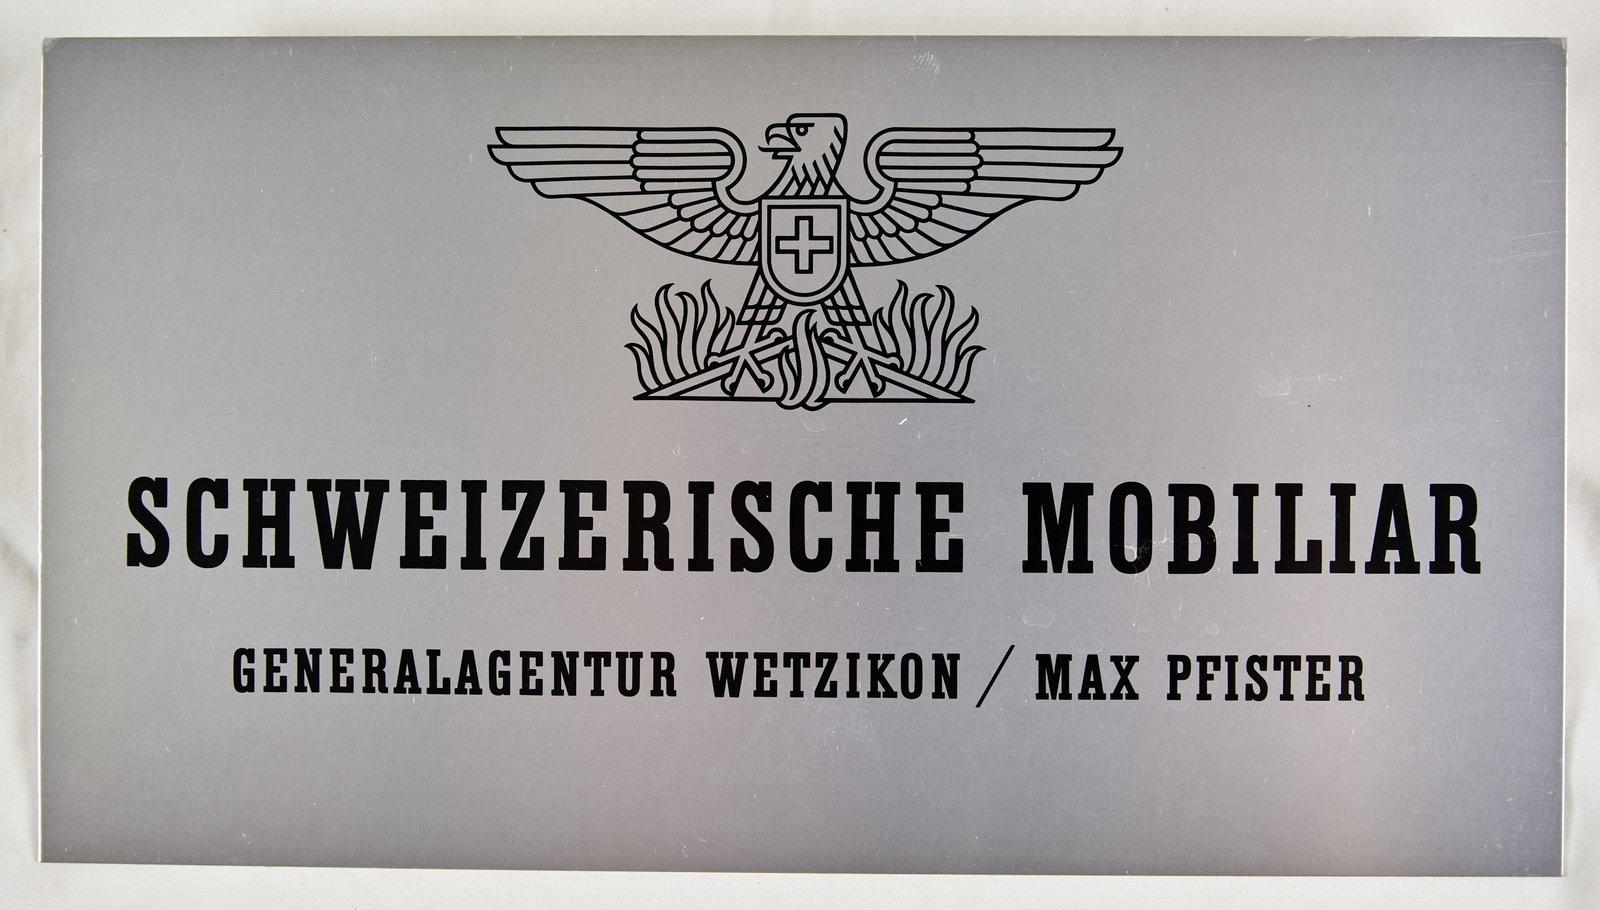 SCHWEIZERISCHE MOBILIAR
GENERALAGENTUR WETZIKON / MAX PFISTER